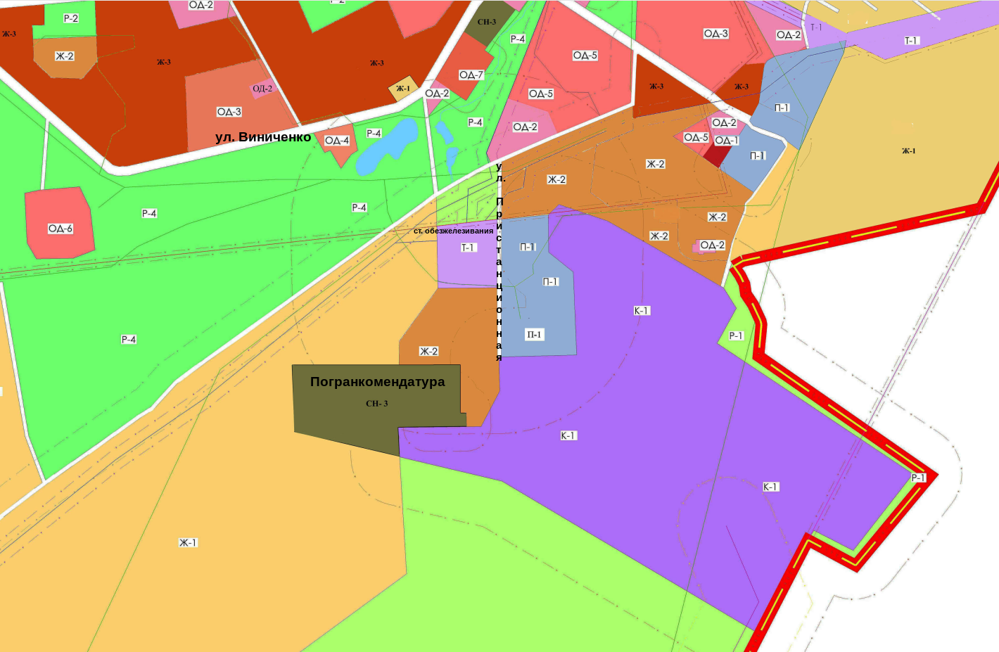 ОД-2
Р-2
Р-2
СН-3
Ж-3
Ж-2
Ж-3
Ж-3
Р-4
ОД-5
ОД-3
ОД-2
Т-1
Т-1
ОД-7
Ж-1
ОД-2
ОД-2
ОД-5
Ж-3
Ж-3
П-1
ОД-3
Р-4
ОД-2
ОД-2
ул. Виниченко
ОД-4
Р-4
ОД-5
ОД-1
П-1
Ж-1
Ж-2
ул. Пристанционная
Ж-2
Р-4
Р-4
ОД-6
ст. обезжелезивания
Ж-2
Ж-2
Т-1
П-1
ОД-2
П-1
К-1
Р-4
П-1
Р-1
Ж-2
Погранкомендатура
СН- 3
К-1
Р-1
К-1
Ж-1